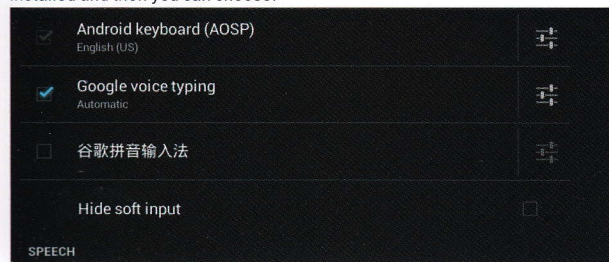 installed and then you can choose.
Android keyboard (AOSP)
English (US)
Google voice typing
Automatic
谷歌拼音输入法
Hide soft input
SPEECH